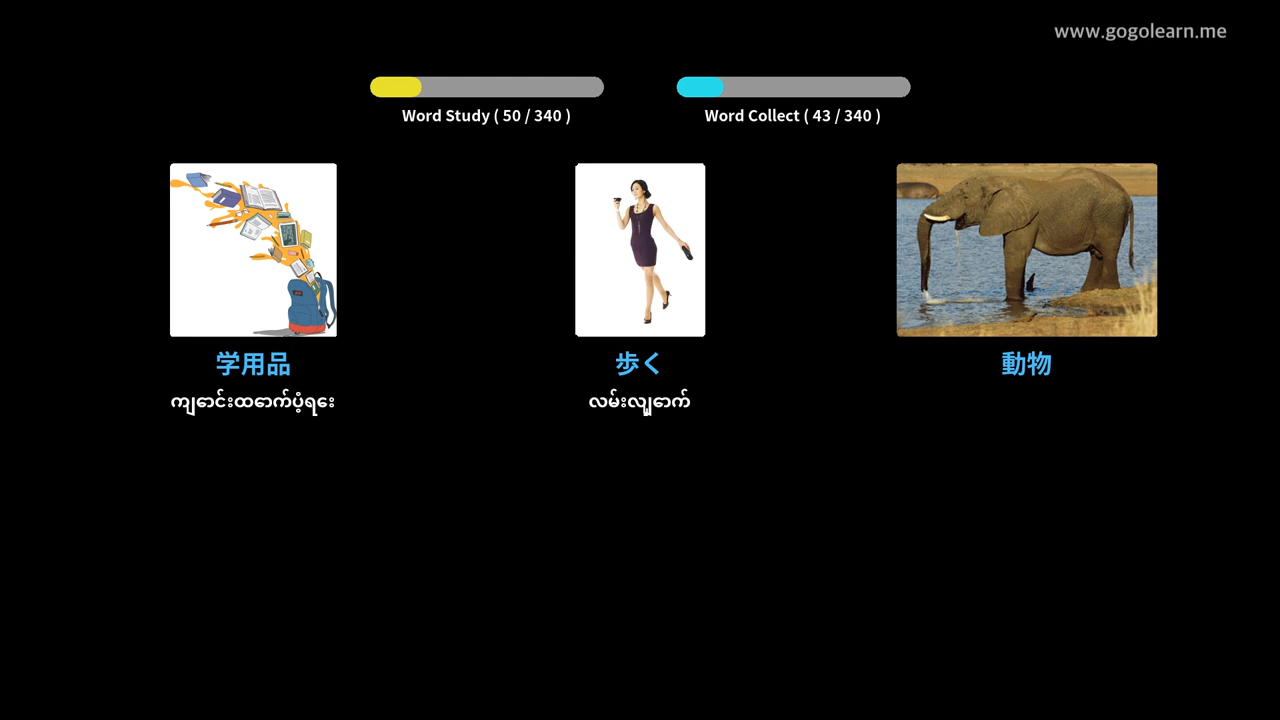 www.gogolearn.me
Word Study ( 50 / 340 )
Word Collect ( 43 / 340 )
学用品
歩く
動物
ကျောင်းထောက်ပံ့ရေး
လမ်းလျှောက်